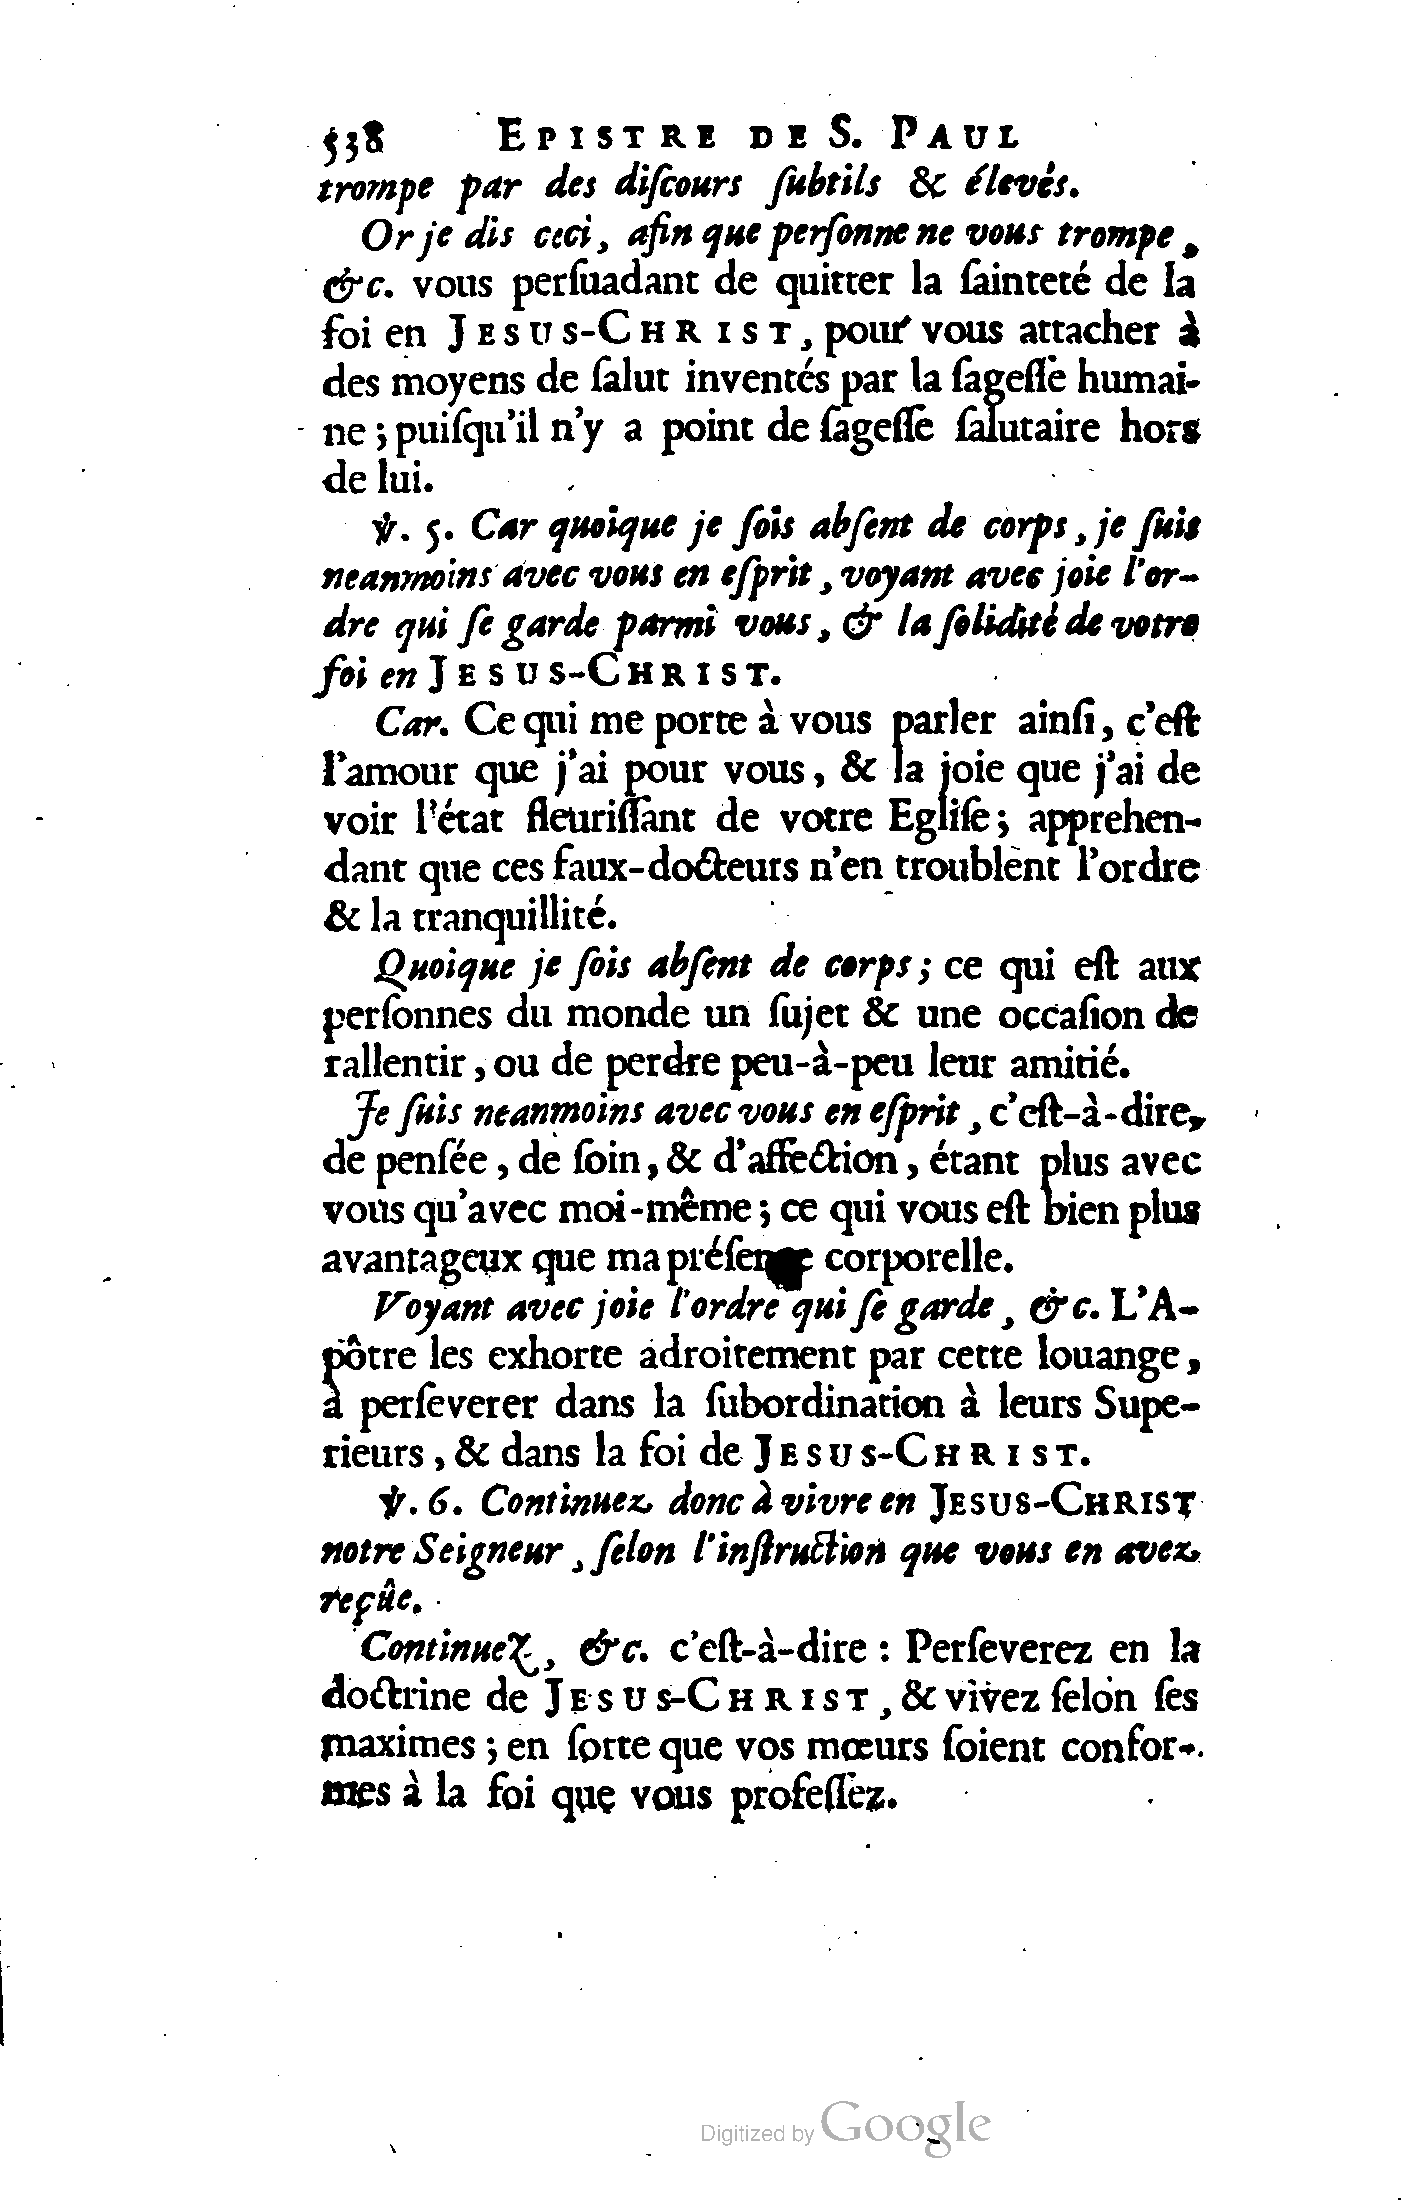 538 EPISTRE DE S. PAUL
trompe par des diſcours ſubtils & élevés.
Or je dis ceci, afin que perſonne ne vous trompe,
&c. vous perſuadant de quitter la ſainteté de la
foi en JESUS-CHRIST, pour vous attacher à
des moyens de ſalut inventés par la ſageſſe humai-
ne ; puiſqu'il n'y a point de ſageſſe ſalutaire hors
de lui.
℣. 5. Car quoique je ſois abſent de corps, je ſuis
neanmoins avec vous en eſprit, voyant avec joie l'or-
dre qui ſe garde parmi vous, & la ſolidité de votre
foi en JESUS-CHRIST.
Car. Ce qui me porte à vous parler ainſi, c'eſt
l'amour que j'ai pour vous, & la joie que j'ai de
voir l'état fleuriſſant de votre Egliſe; apprehen-
dant que ces faux-docteurs n'en troublent l'ordre
& la tranquillité.
Quoique je ſois abſent de corps; ce qui eſt aux
perſonnes du monde un ſujet & une occaſion de
rallentir, ou de perdre peu-à-peu leur amitié.
Je ſuis neanmoins avec vous en eſprit, c'eſt-à-dire,
de penſée, de ſoin, & d'affection, étant plus avec
vous qu'avec moi-même; ce qui vous eſt bien plus
avantageux que ma préſence corporelle.
Voyant avec joie l'ordre qui ſe garde, &c. L'A-
pôtre les exhorte adroitement par cette louange,
à perſeverer dans la ſubordination à leurs Supe-
rieurs, & dans la foi de JESUS-CHRIST.
℣. 6. Continuez donc à vivre en JESUS-CHRIST
notre Seigneur, ſelon l'inſtruction que vous en avez
reçûe.
Continuez, &c. c'eſt-à-dire : Perſeverez en la
doctrine de JESUS-CHRIST, & vivez ſelon ſes
maximes ; en ſorte que vos mœurs ſoient confor-
mes à la foi que vous profeſſez.
Digitized by Google